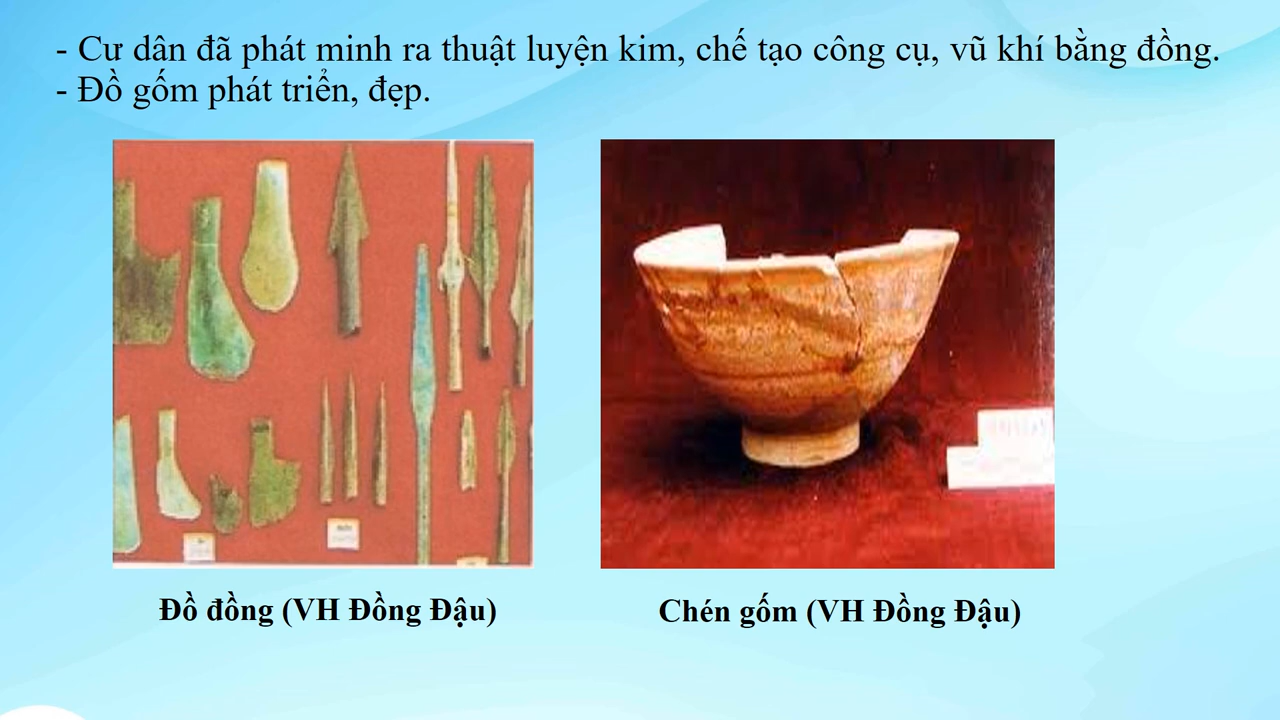 - Cư dân đã phát minh ra thuật luyện kim, chế tạo công cụ, vũ khí bằng đồng.
- Đồ gốm phát triển, đẹp.
Đồ đồng (VH Đồng Đậu)
Chén gốm (VH Đồng Đậu)